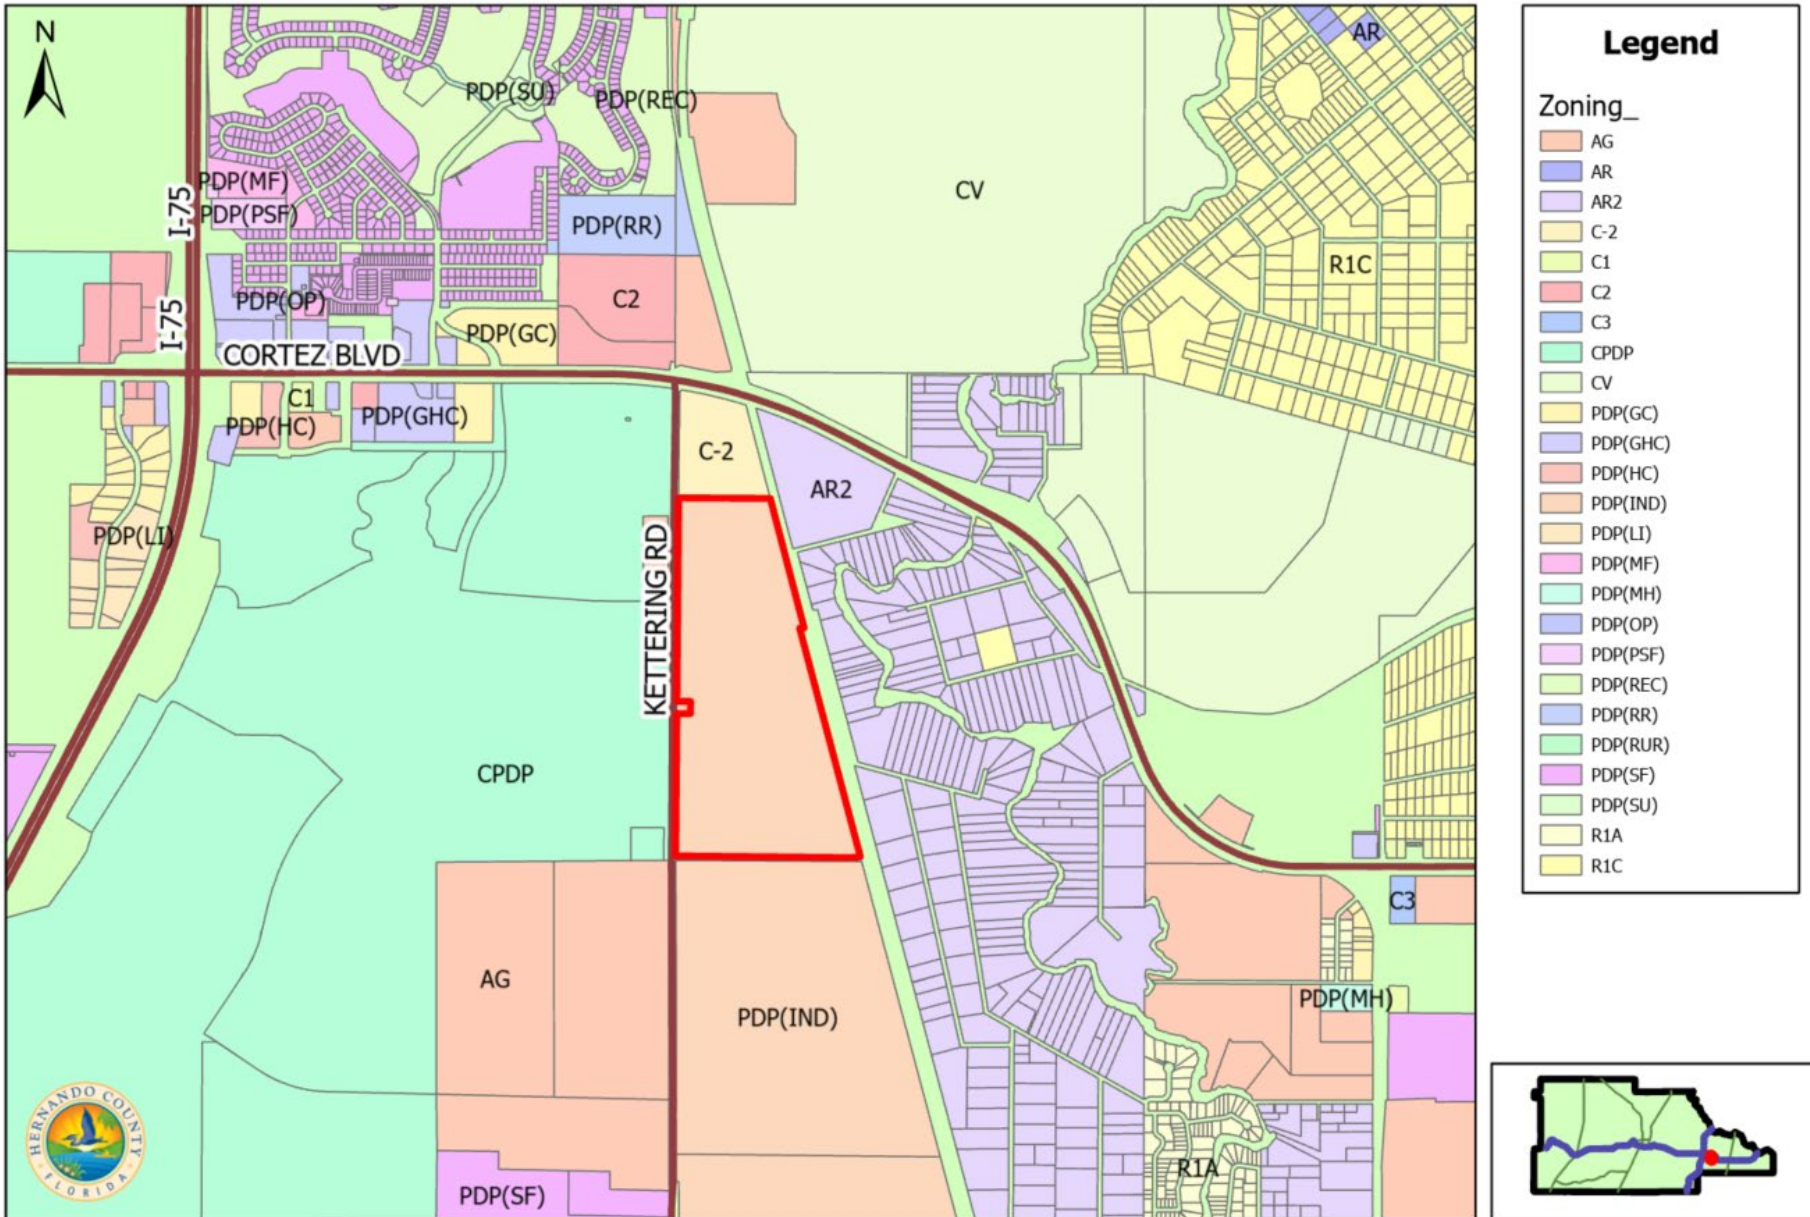 N
I-75
I-75
PDP(SU)
PDP(REC)
AR
PDP(MF)
PDP(PSF)
PDP(RR)
CV
R1C
PDP(OP)
C2
PDP(GC)
CORTEZ BLVD
C1
PDP(HC)
PDP(GHC)
C-2
AR2
PDP(LI)
KETTERING RD
CPDP
AG
PDP(IND)
C3
PDP(MH)
R1A
PDP(SF)
HERNANDO COUNTY
FLORIDA
Legend
Zoning_
AG
AR
AR2
C-2
C1
C2
C3
CPDP
CV
PDP(GC)
PDP(GHC)
PDP(HC)
PDP(IND)
PDP(LI)
PDP(MF)
PDP(MH)
PDP(OP)
PDP(PSF)
PDP(REC)
PDP(RR)
PDP(RUR)
PDP(SF)
PDP(SU)
R1A
R1C